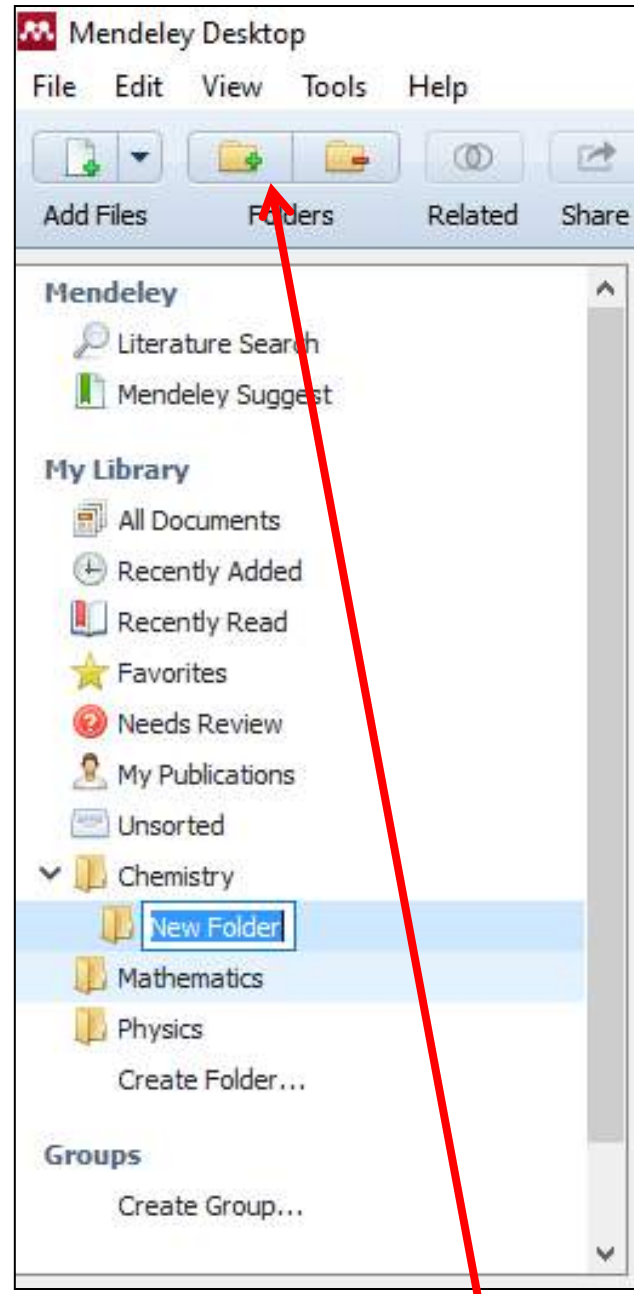 Mendeley Desktop
File Edit View Tools Help
Add Files Folders Related Share
Mendeley
Literature Search
Mendeley Suggest
My Library
All Documents
Recently Added
Recently Read
Favorites
Needs Review
My Publications
Unsorted
Chemistry
New Folder
Mathematics
Physics
Create Folder...
Groups
Create Group...